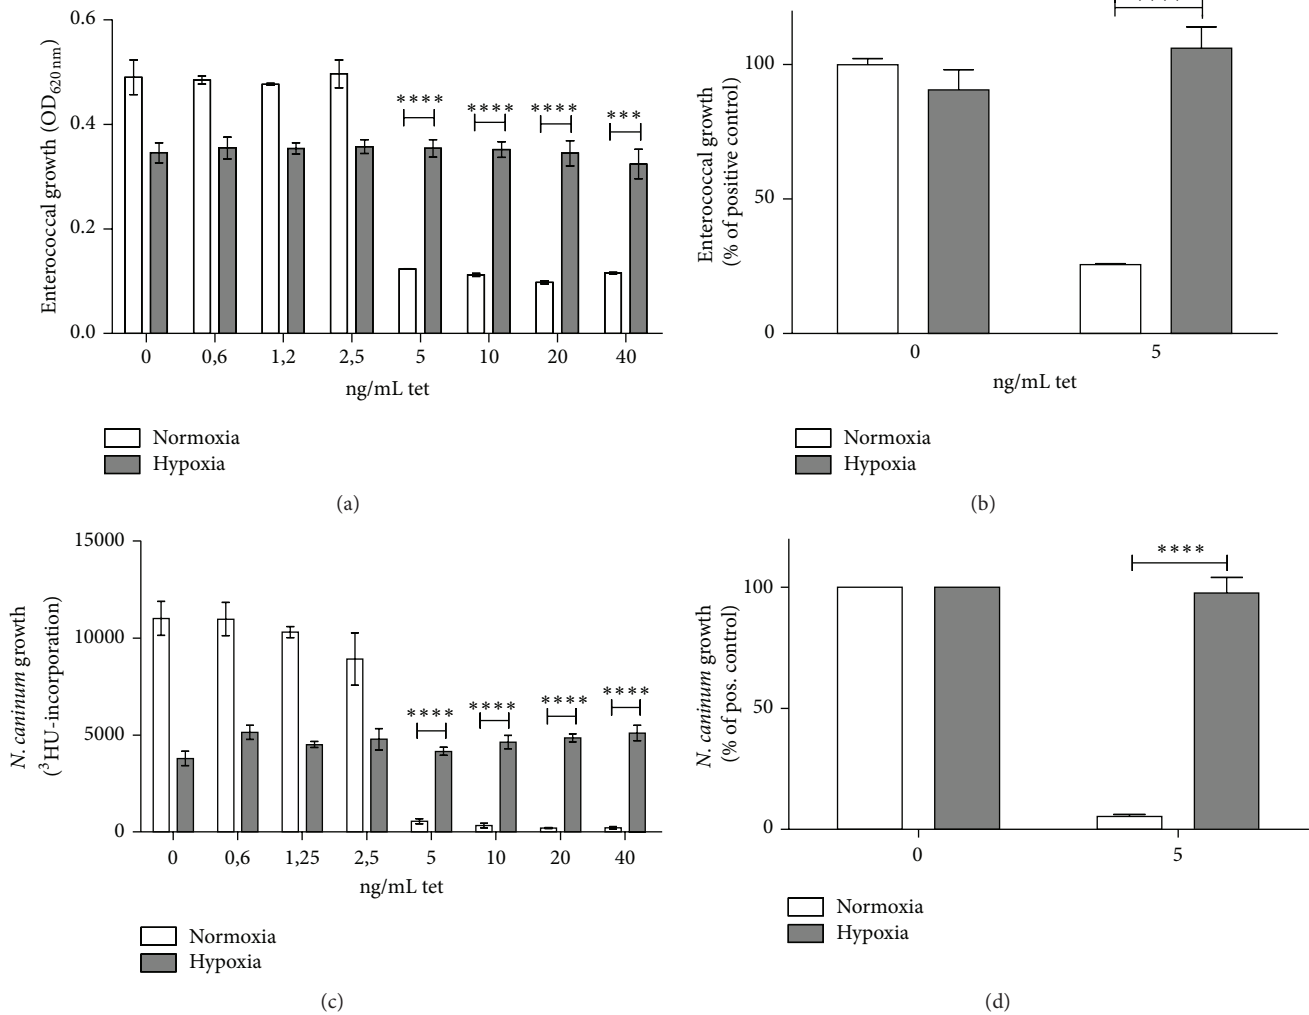 0.6
0.4
0.2
0.0
Enterococcal growth (OD620 nm)
**** **** **** ***
0 0,6 1,2 2,5 5 10 20 40
ng/mL tet
Normoxia
Hypoxia
(a)
100
50
0
Enterococcal growth
(% of positive control)
****
0 5
ng/mL tet
Normoxia
Hypoxia
(b)
15000
10000
5000
0
N. caninum growth
(3HU-incorporation)
**** **** **** ****
0 0,6 1,25 2,5 5 10 20 40
ng/mL tet
Normoxia
Hypoxia
(c)
100
50
0
N. caninum growth
(% of pos. control)
****
0 5
Normoxia
Hypoxia
(d)